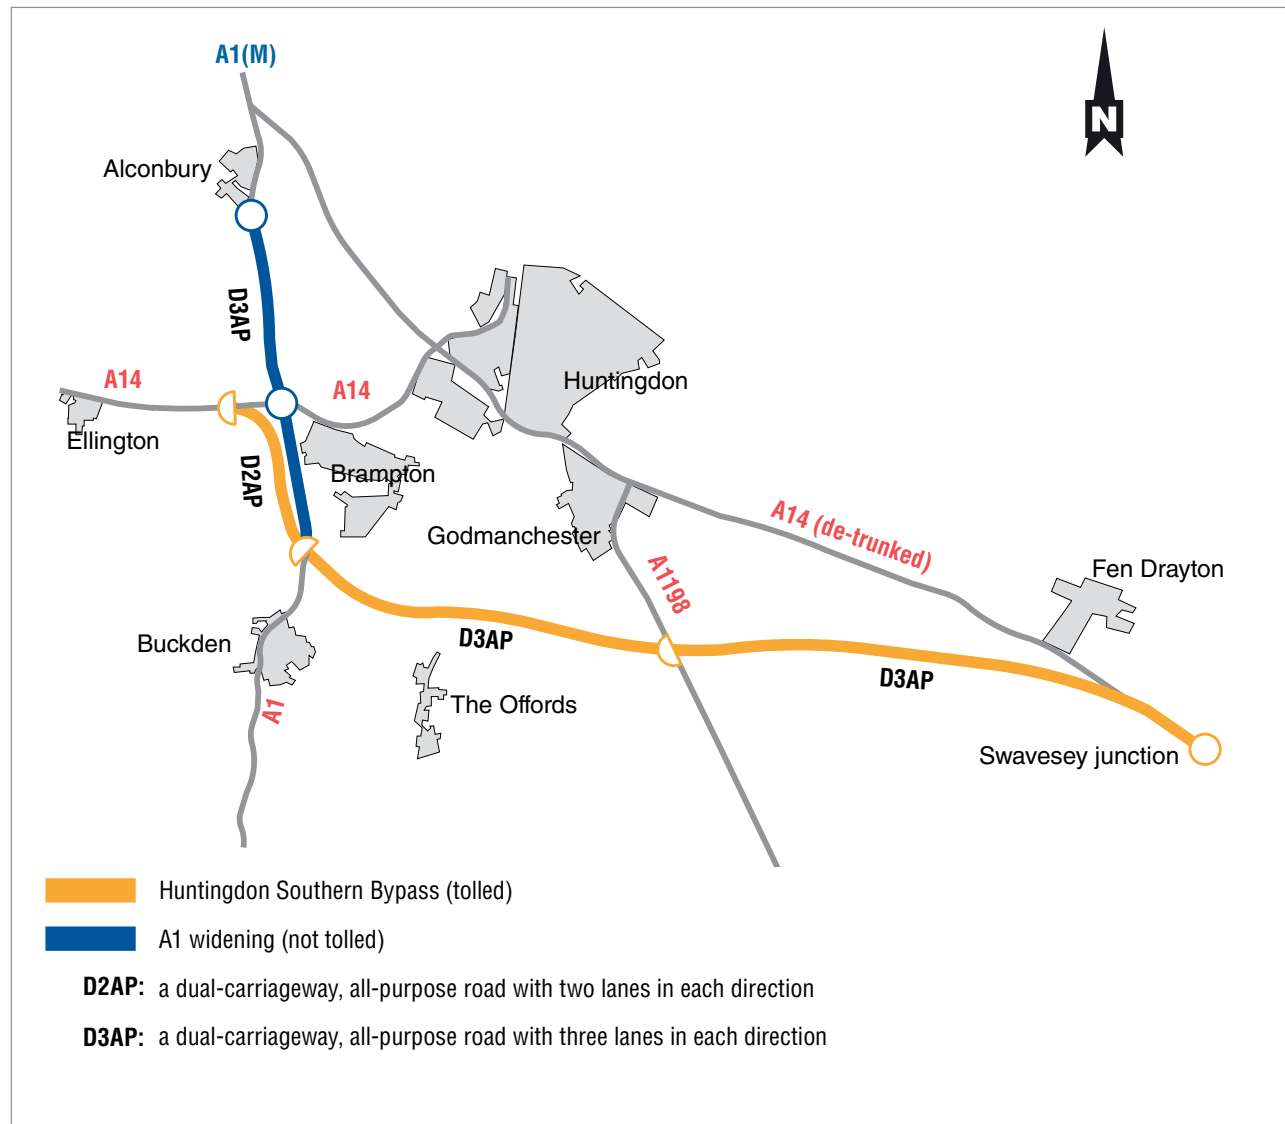 A1(M)
N
Alconbury
D3AP
A14
A14
Huntingdon
Ellington
D2AP
Brampton
Godmanchester
A14 (de-trunked)
A1198
Fen Drayton
Buckden
D3AP
D3AP
A1
The Offords
Swavesey junction
Huntingdon Southern Bypass (tolled)
A1 widening (not tolled)
D2AP: a dual-carriageway, all-purpose road with two lanes in each direction
D3AP: a dual-carriageway, all-purpose road with three lanes in each direction